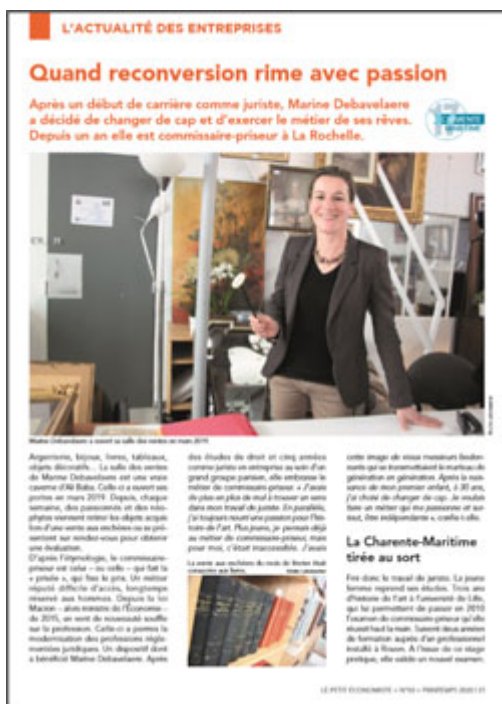 L'ACTUALITÉ DES ENTREPRISES
Quand reconversion rime avec passion
Après un début de carrière comme juriste, Marine Debavelaere
a décidé de changer de cap et d'exercer le métier de ses rêves.
Depuis un an elle est commissaire-priseur à La Rochelle.
Marine Debavelaere a ouvert sa salle des ventes en mars 2019.
Argenterie, bijoux, livres, tableaux,
objets décoratifs... La salle des ventes
de Marine Debavelaere est une vraie
caverne d'Ali Baba. Celle-ci a ouvert ses
portes en mars 2019. Depuis, chaque
semaine, des passionnés et des néo-
phytes viennent retirer les objets acquis
lors d'une vente aux enchères ou se pré-
sentent sur rendez-vous pour obtenir
une évaluation.
D'après l'étymologie, le commissaire-
priseur est celui – ou celle – qui fait la
« prisée », qui fixe le prix. Un métier
réputé difficile d'accès, longtemps
réservé aux hommes. Depuis la loi
Macron – alors ministre de l'Économie –
de 2015, un vent de nouveauté souffle
sur la profession. Celle-ci a permis la
modernisation des professions régle-
mentées juridiques. Un dispositif dont
a bénéficié Marine Debavelaere. Après
des études de droit et cinq années
comme juriste en entreprise au sein d'un
grand groupe parisien, elle embrasse le
métier de commissaire-priseur. « J'avais
de plus en plus de mal à trouver un sens
dans mon travail de juriste. En parallèle,
j'ai toujours nourri une passion pour l'his-
toire de l'art. Plus jeune, je pensais déjà
au métier de commissaire-priseur, mais
pour moi, c'était inaccessible. J'avais
La vente aux enchères du mois de février était
consacrée aux livres.
cette image de vieux messieurs bedon-
nants qui se transmettaient le marteau de
génération en génération. Après la nais-
sance de mon premier enfant, à 30 ans,
j'ai choisi de changer de cap. Je voulais
faire un métier qui me passionne et sur-
tout, être indépendante », confie-t-elle.
La Charente-Maritime
tirée au sort
Fini donc le travail de juriste. La jeune
femme reprend ses études. Trois ans
d'histoire de l'art à l'université de Lille,
qui lui permettent de passer en 2010
l'examen de commissaire-priseur qu'elle
réussit haut la main. Suivent deux années
de formation auprès d'un professionnel
installé à Rouen. À l'issue de ce stage
pratique, elle valide un nouvel examen.
LE PETIT ÉCONOMISTE • N°93 • PRINTEMPS 2020 | 21